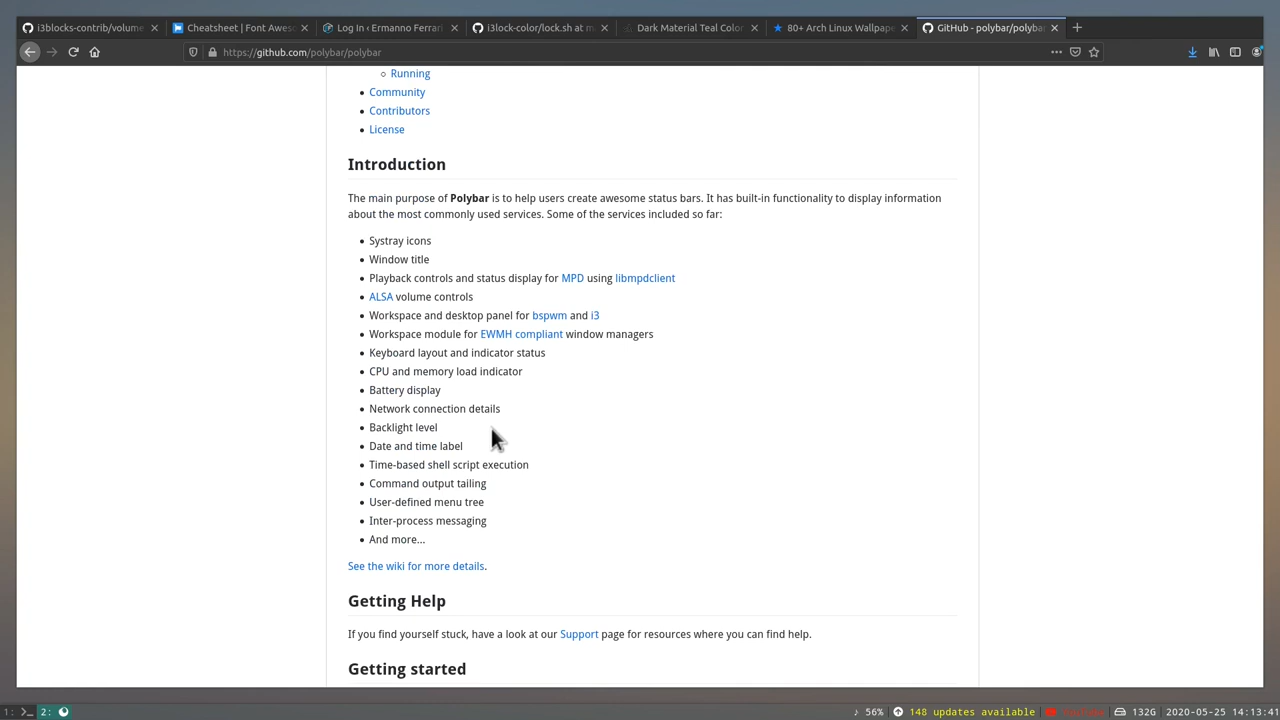 i3blocks-contrib/volume
Cheatsheet | Font Aweso
Log In ‹ Ermanno Ferrari
i3lock-color/lock.sh at m
Dark Material Teal Color
80+ Arch Linux Wallpape
GitHub - polybar/polybar
https://github.com/polybar/polybar
Running
Community
Contributors
License
Introduction
The main purpose of Polybar is to help users create awesome status bars. It has built-in functionality to display information
about the most commonly used services. Some of the services included so far:
Systray icons
Window title
Playback controls and status display for MPD using libmpdclient
ALSA volume controls
Workspace and desktop panel for bspwm and i3
Workspace module for EWMH compliant window managers
Keyboard layout and indicator status
CPU and memory load indicator
Battery display
Network connection details
Backlight level
Date and time label
Time-based shell script execution
Command output tailing
User-defined menu tree
Inter-process messaging
And more...
See the wiki for more details.
Getting Help
If you find yourself stuck, have a look at our Support page for resources where you can find help.
Getting started
1: 2: ♪ 56% 148 updates available 132G 2020-05-25 14:13:41